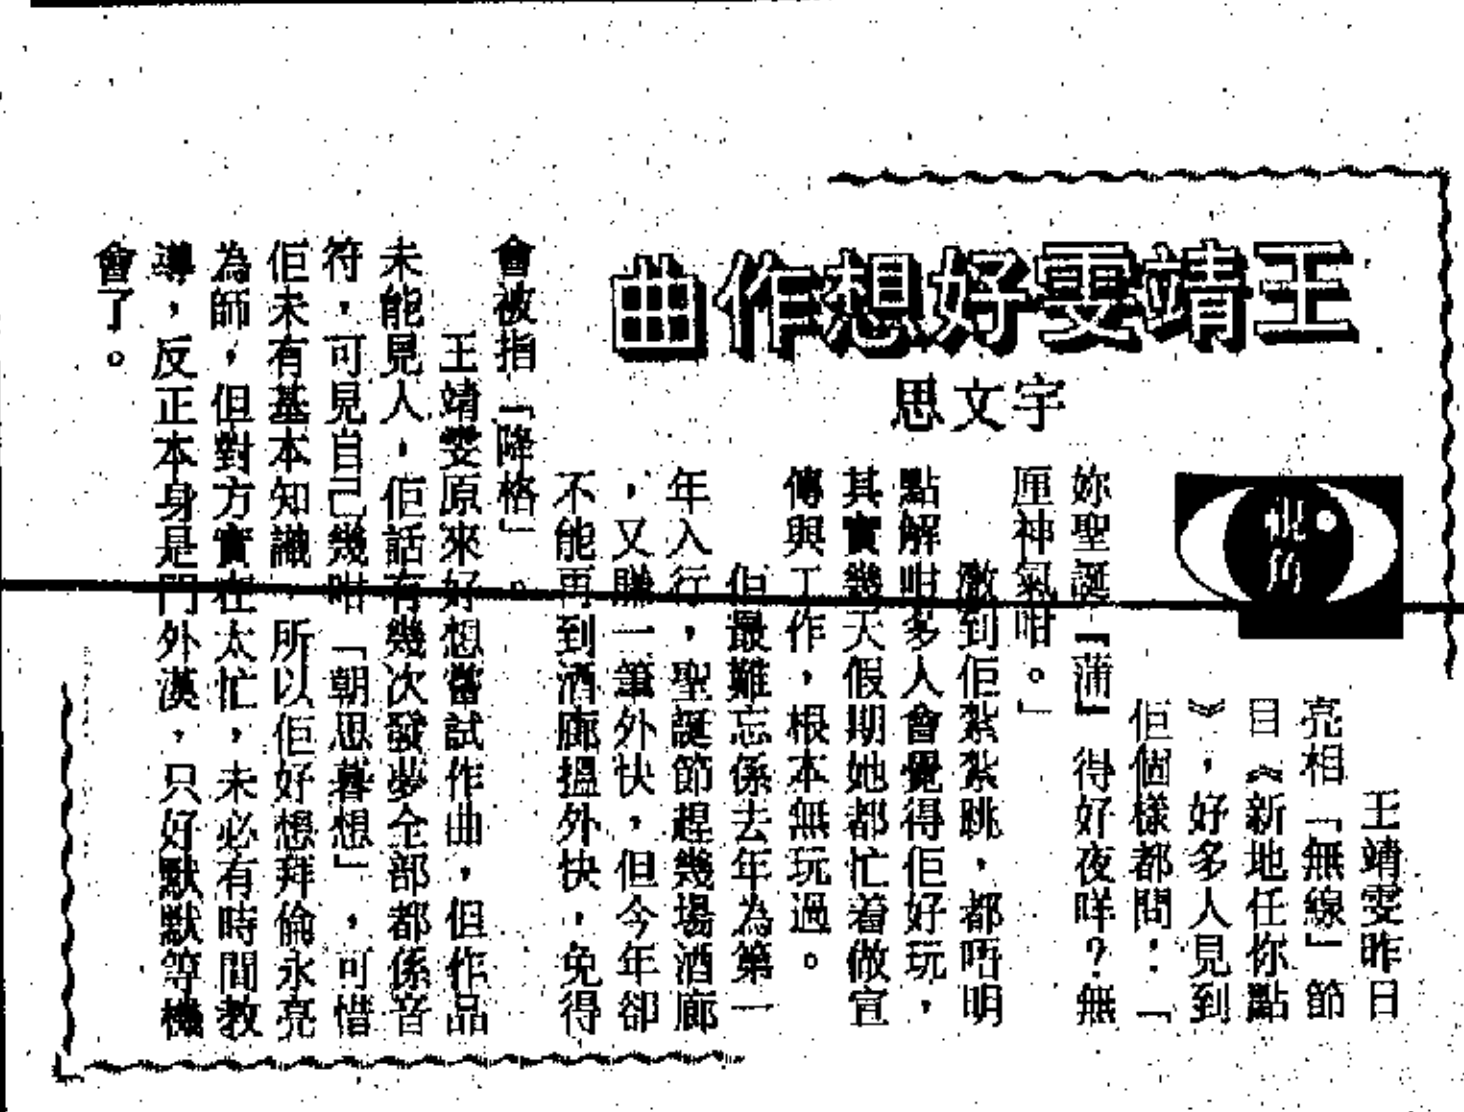 王靖雯好想作曲
宇文思
視角
王靖雯昨日
亮相「無線」節
目《新地任你點
》，好多人見到
佢個樣都問：「
妳聖誕『蒲』得好夜咩？無
厘神氣咁。」
激到佢紮紮跳，都唔明
點解咁多人會覺得佢好玩，
其實幾天假期她都忙着做宣
傳與工作，根本無玩過。
但最難忘係去年為第一
年入行，聖誕節趕幾場酒廊
，又賺一筆外快，但今年卻
不能再到酒廊搵外快，免得
會被指「降格」。
王靖雯原來好想嘗試作曲，但作品
未能見人，佢話有幾次發夢全部都係音
符，可見自己幾咁「朝思暮想」，可惜
佢未有基本知識，所以佢好想拜倫永亮
為師，但對方實在太忙，未必有時間教
導，反正本身是門外漢，只好默默等機
會了。